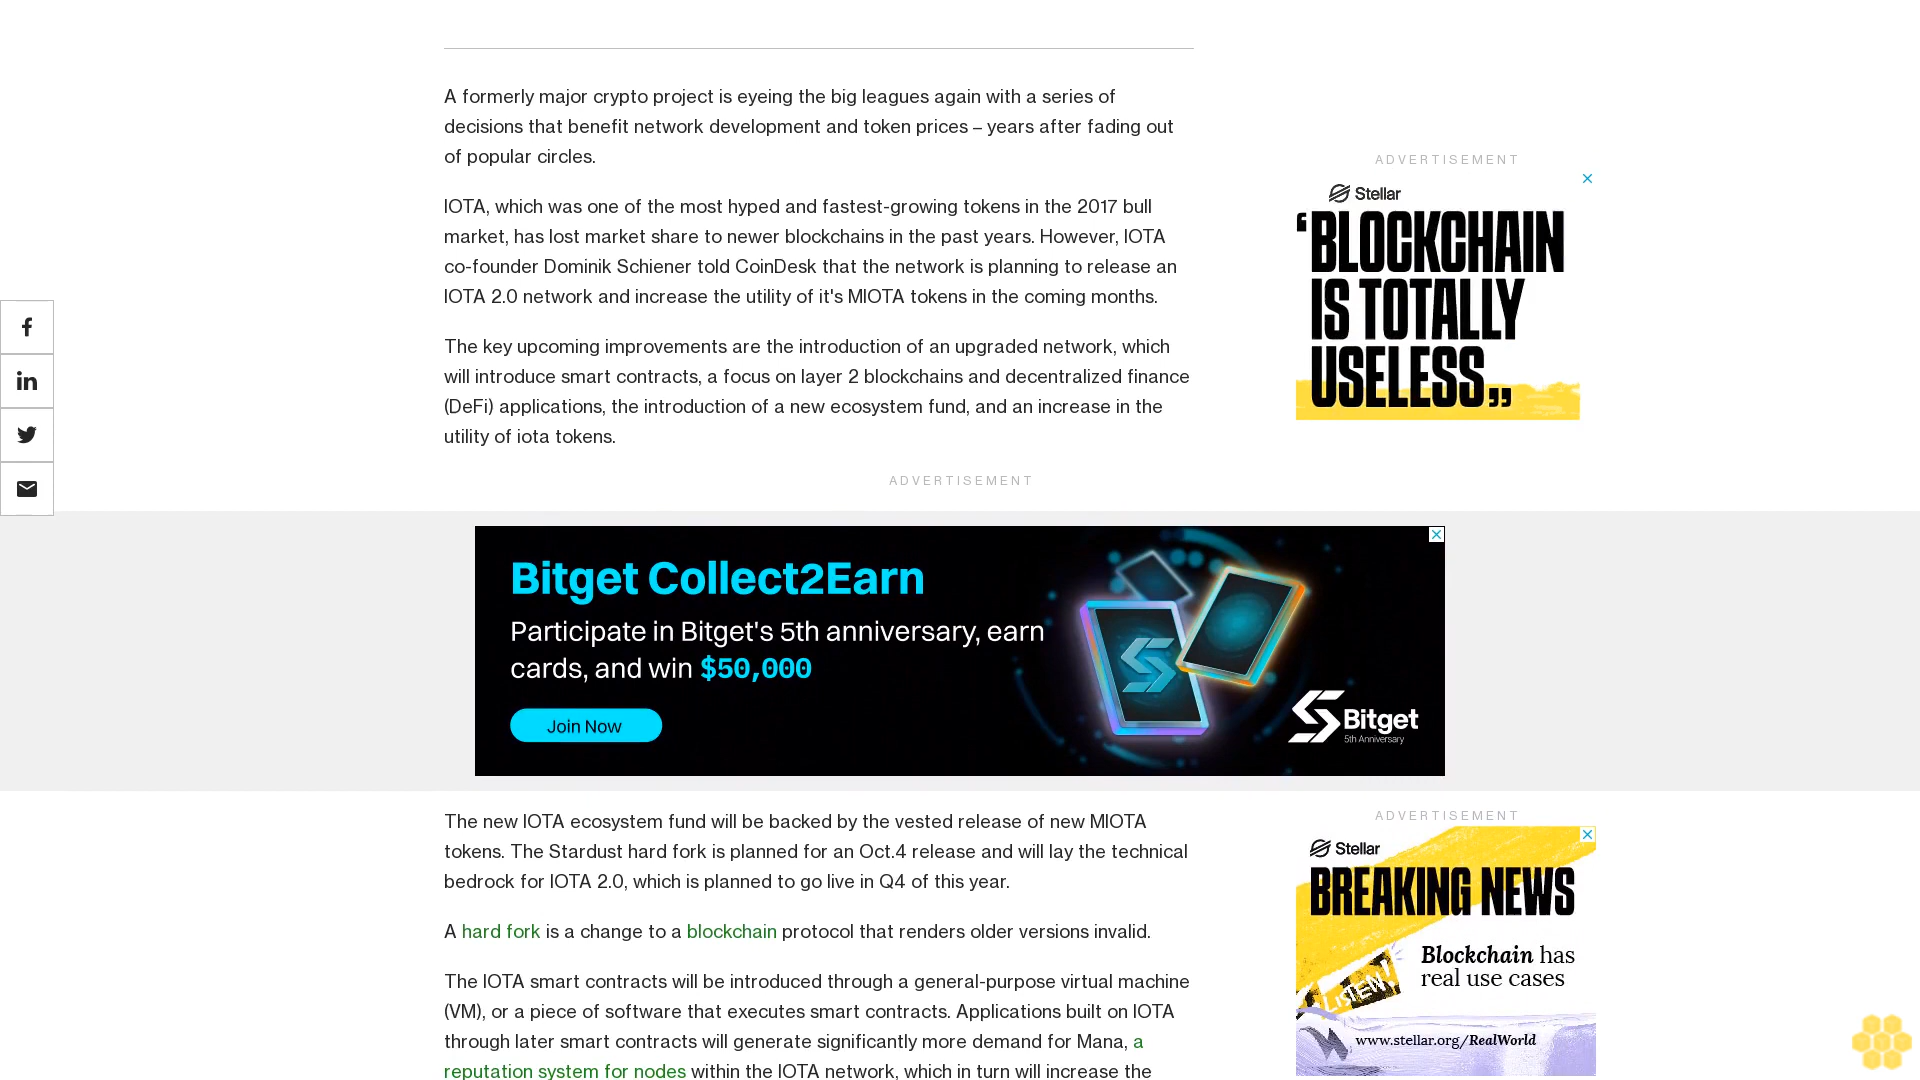 A formerly major crypto project is eyeing the big leagues again with a series of
decisions that benefit network development and token prices – years after fading out
of popular circles.
IOTA, which was one of the most hyped and fastest-growing tokens in the 2017 bull
market, has lost market share to newer blockchains in the past years. However, IOTA
co-founder Dominik Schiener told CoinDesk that the network is planning to release an
IOTA 2.0 network and increase the utility of it's MIOTA tokens in the coming months.
The key upcoming improvements are the introduction of an upgraded network, which
will introduce smart contracts, a focus on layer 2 blockchains and decentralized finance
(DeFi) applications, the introduction of a new ecosystem fund, and an increase in the
utility of iota tokens.
ADVERTISEMENT
Stellar
‘BLOCKCHAIN
IS TOTALLY
USELESS„
ADVERTISEMENT
Bitget Collect2Earn
Participate in Bitget's 5th anniversary, earn
cards, and win $50,000
Join Now
Bitget
5th Anniversary
The new IOTA ecosystem fund will be backed by the vested release of new MIOTA
tokens. The Stardust hard fork is planned for an Oct.4 release and will lay the technical
bedrock for IOTA 2.0, which is planned to go live in Q4 of this year.
A hard fork is a change to a blockchain protocol that renders older versions invalid.
The IOTA smart contracts will be introduced through a general-purpose virtual machine
(VM), or a piece of software that executes smart contracts. Applications built on IOTA
through later smart contracts will generate significantly more demand for Mana, a
reputation system for nodes within the IOTA network, which in turn will increase the
ADVERTISEMENT
Stellar
BREAKING NEWS
Blockchain has
real use cases
LISTEN!
www.stellar.org/RealWorld